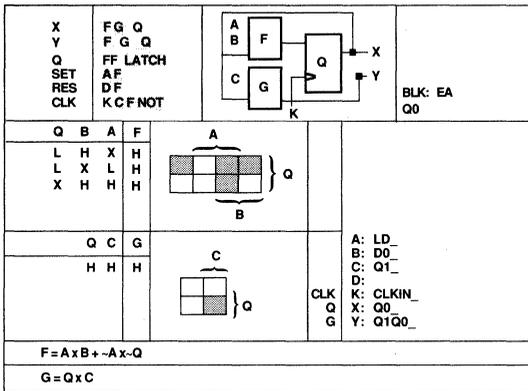 X F G Q
Y F G Q
Q FF LATCH
SET A F
RES D F
CLK K C F NOT
A
B
F
C
G
Q
X
Y
K
BLK: EA
Q0
Q B A F
L H X H
L X L H
X H H H
A
Q
B
Q C G
H H H
C
Q
A: LD_
B: D0_
C: Q1_
D:
CLK K: CLKIN_
Q X: Q0_
G Y: Q1Q0_
F = A x B + ~A x ~Q
G = Q x C